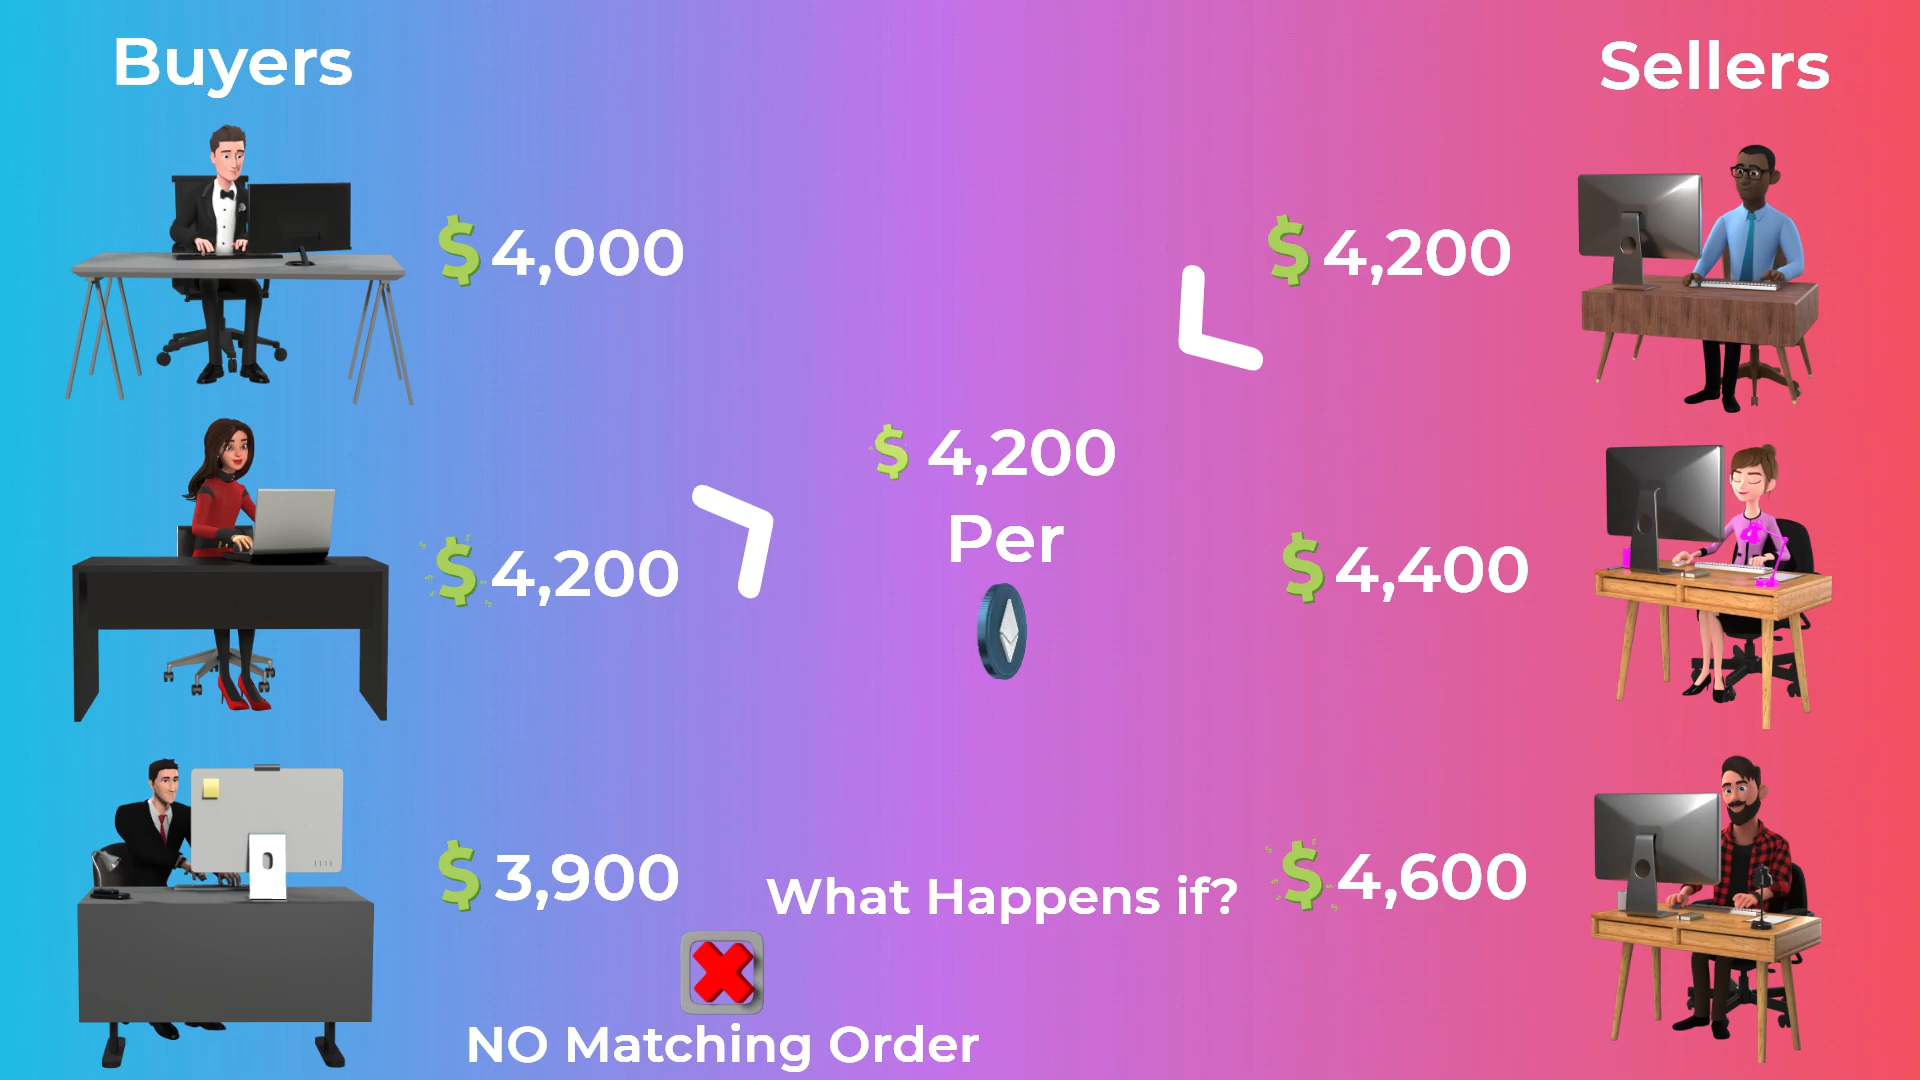 Buyers
Sellers
$ 4,000
$ 4,200
$ 4,200
Per
$ 4,200
$ 4,400
$ 3,900
What Happens if?
$ 4,600
NO Matching Order